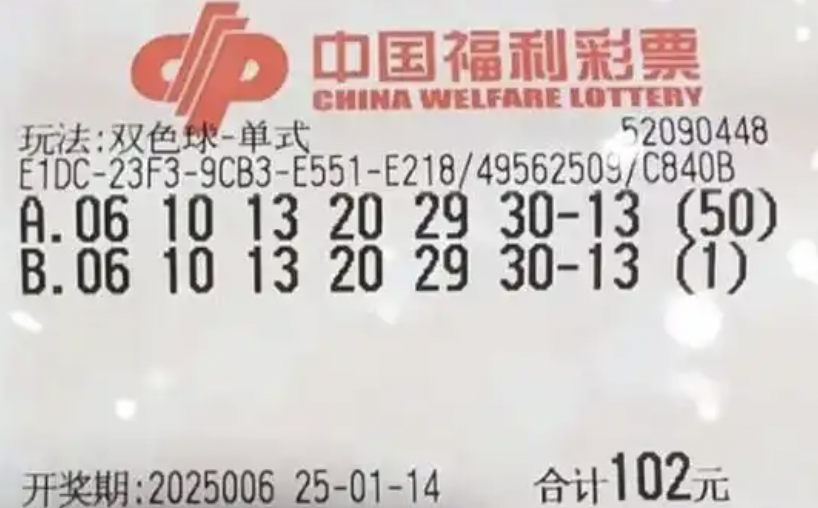 中国福利彩票
CHINA WELFARE LOTTERY
玩法:双色球-单式 52090448
E1DC-23F3-9CB3-E551-E218/49562509/C840B
A.06 10 13 20 29 30-13 (50)
B.06 10 13 20 29 30-13 (1)
开奖期:2025006 25-01-14 合计102元